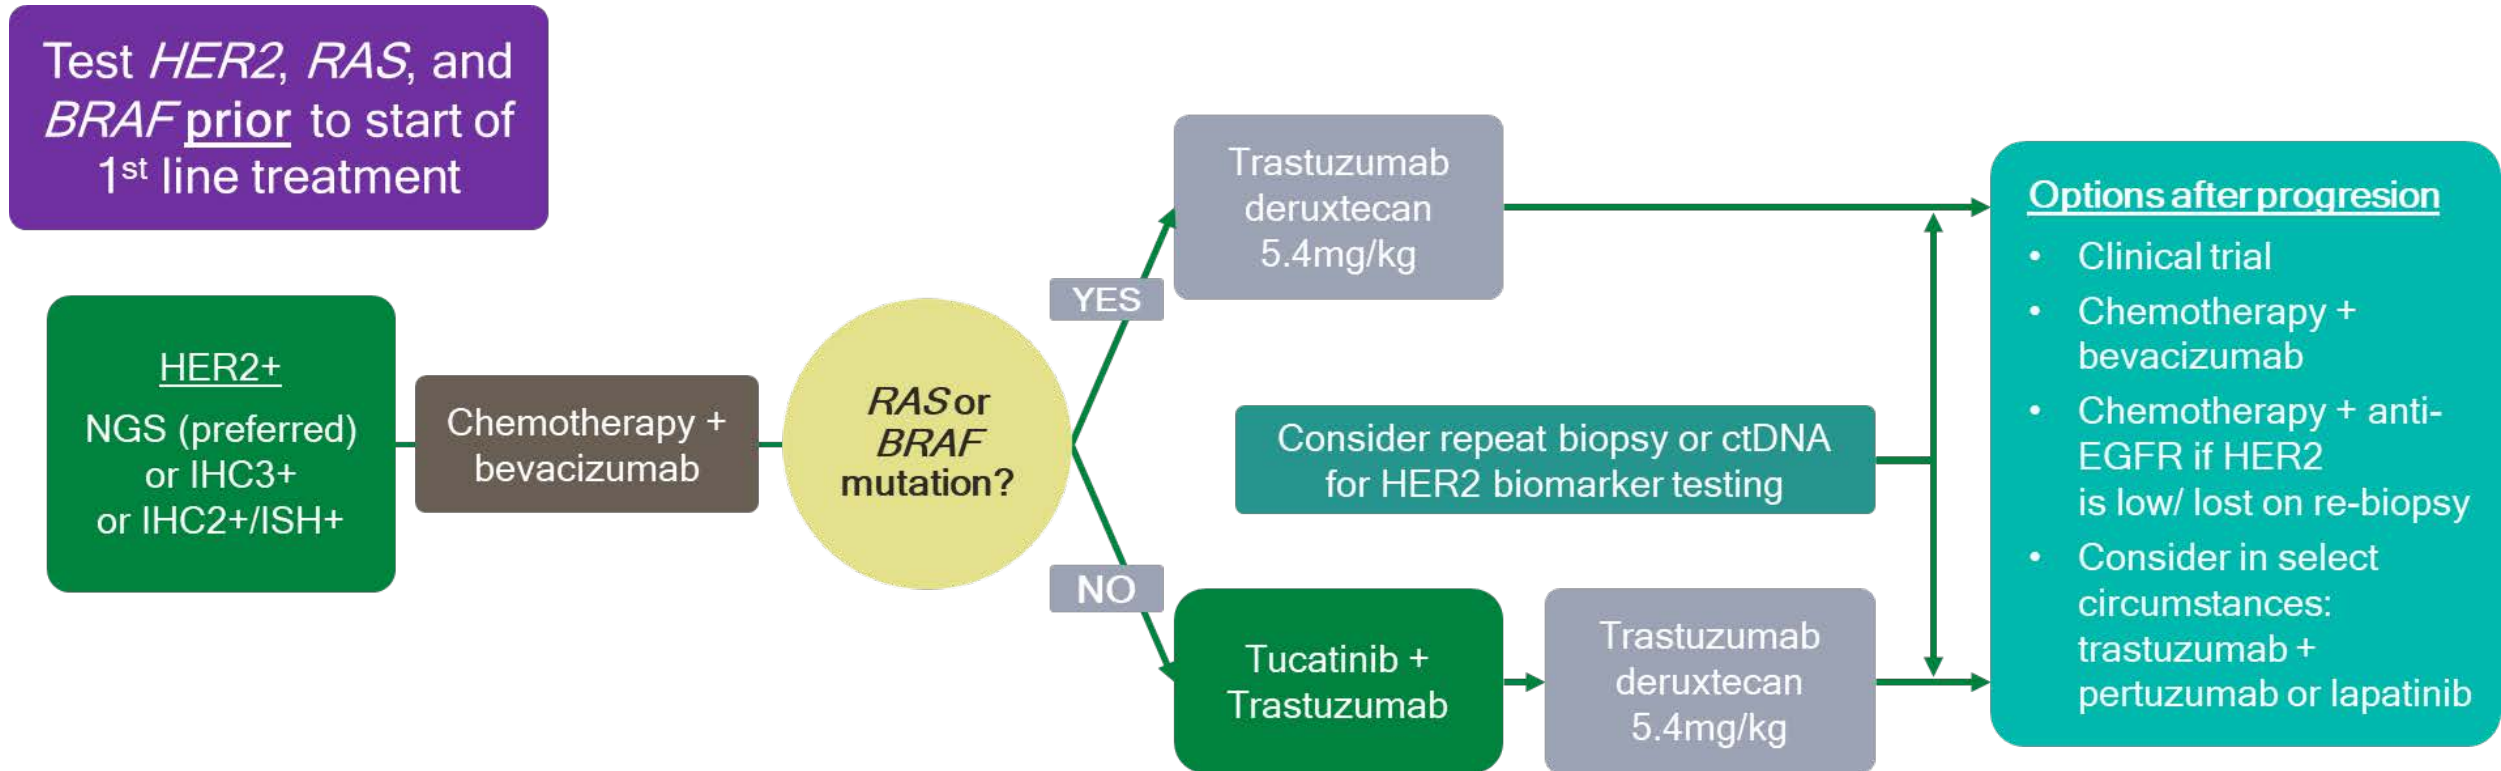 Test HER2, RAS, and
BRAF prior to start of
1st line treatment
HER2+
NGS (preferred)
or IHC3+
or IHC2+/ISH+
Chemotherapy +
bevacizumab
RAS or
BRAF
mutation?
YES
Trastuzumab
deruxtecan
5.4mg/kg
Consider repeat biopsy or ctDNA
for HER2 biomarker testing
NO
Tucatinib +
Trastuzumab
Trastuzumab
deruxtecan
5.4mg/kg
Options after progresion
• Clinical trial
• Chemotherapy +
bevacizumab
• Chemotherapy + anti-
EGFR if HER2
is low/ lost on re-biopsy
• Consider in select
circumstances:
trastuzumab +
pertuzumab or lapatinib